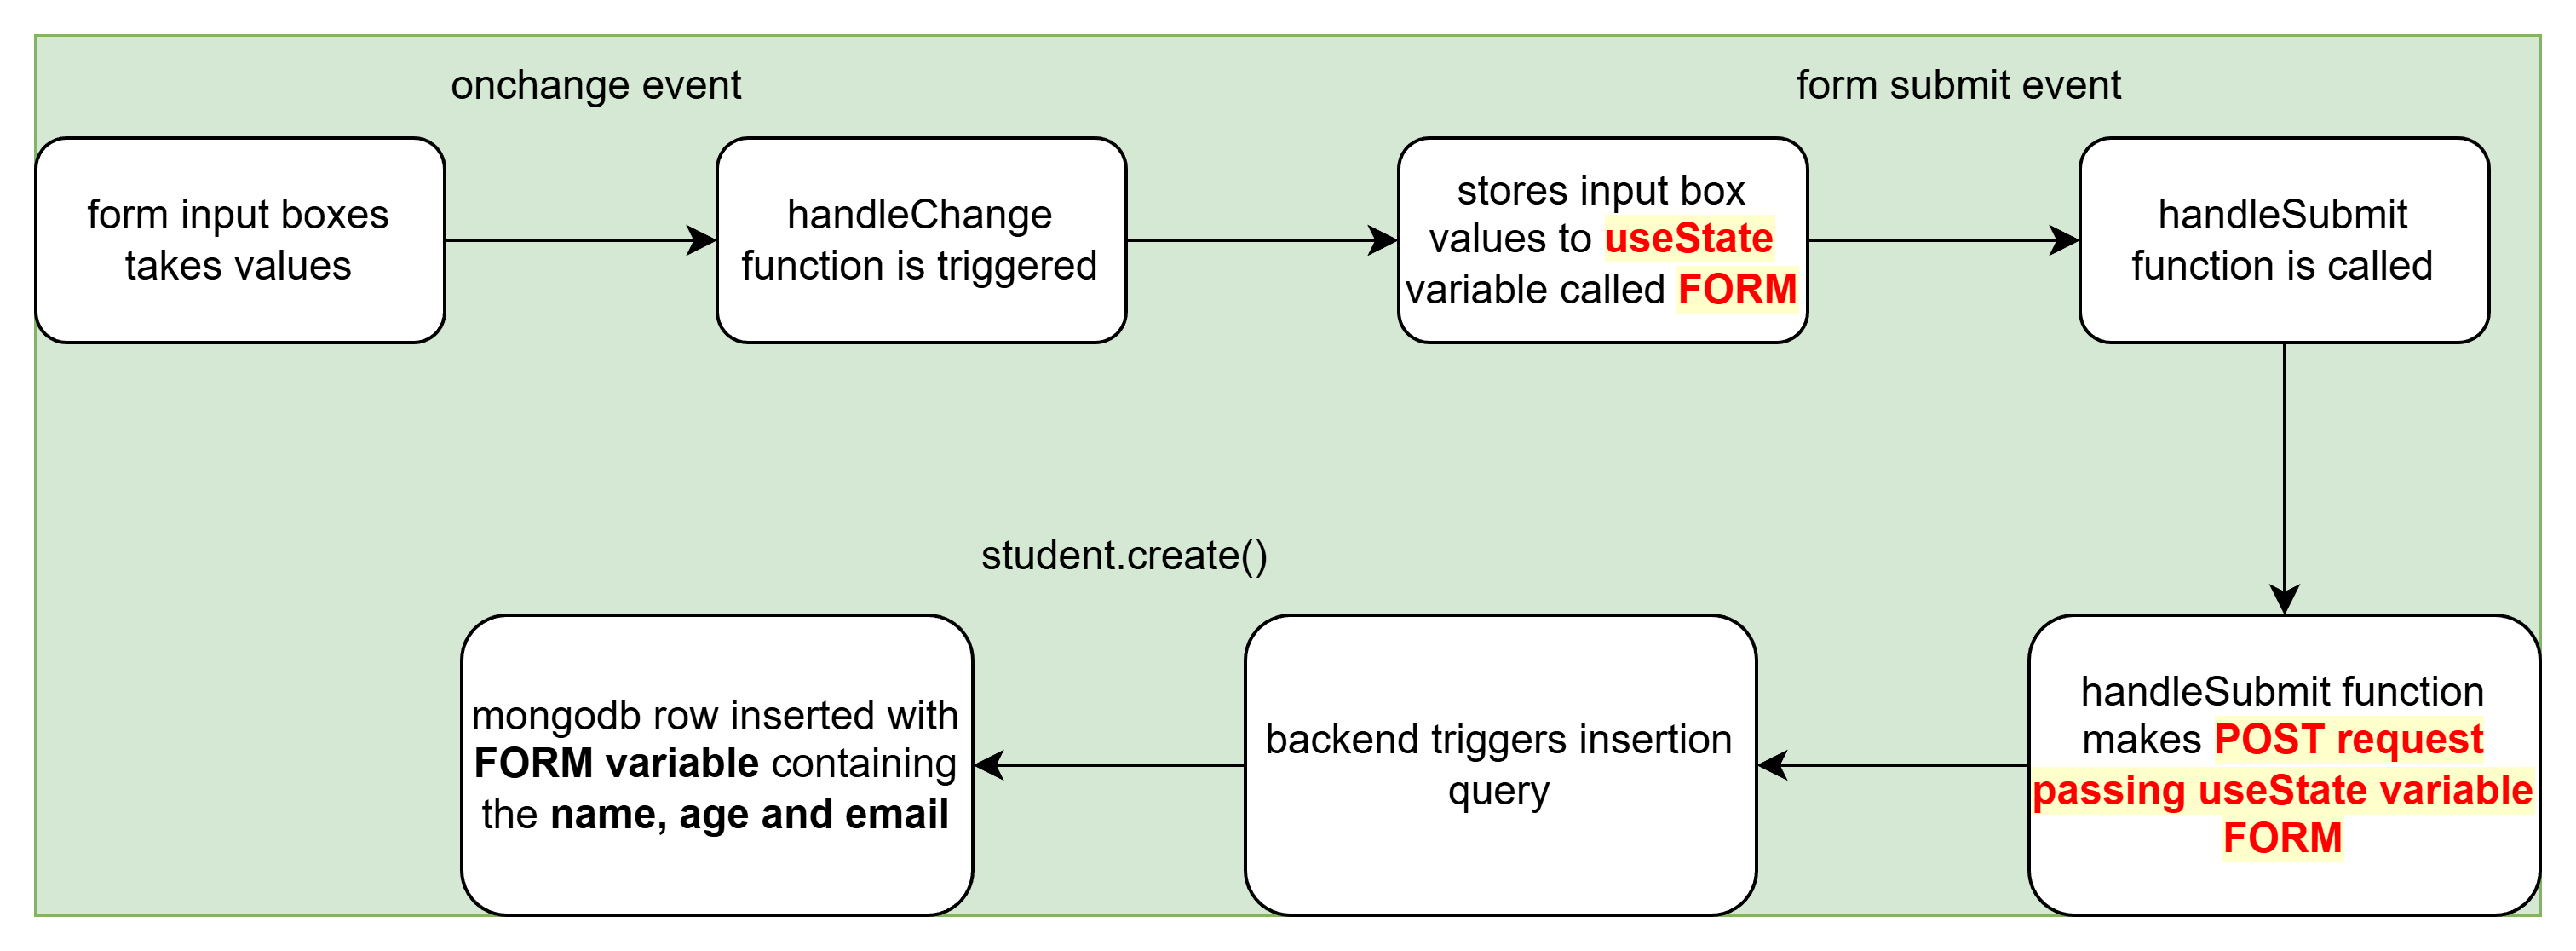 onchange event
form submit event
form input boxes
takes values
handleChange
function is triggered
stores input box
values to useState
variable called FORM
handleSubmit
function is called
student.create()
mongodb row inserted with
FORM variable containing
the name, age and email
backend triggers insertion
query
handleSubmit function
makes POST request
passing useState variable
FORM